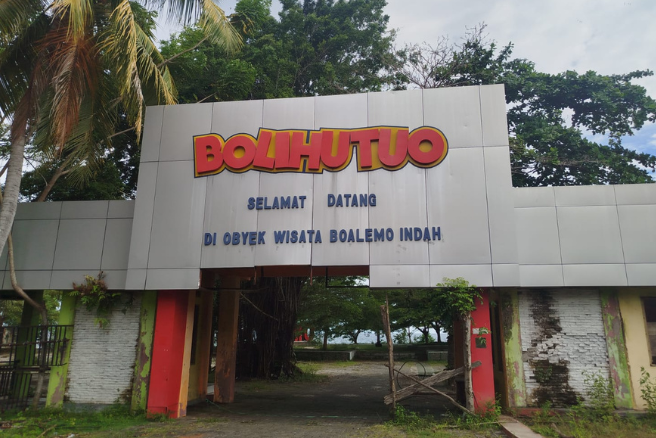 BOLIHUTUO
SELAMAT DATANG
DI OBYEK WISATA BOALEMO INDAH